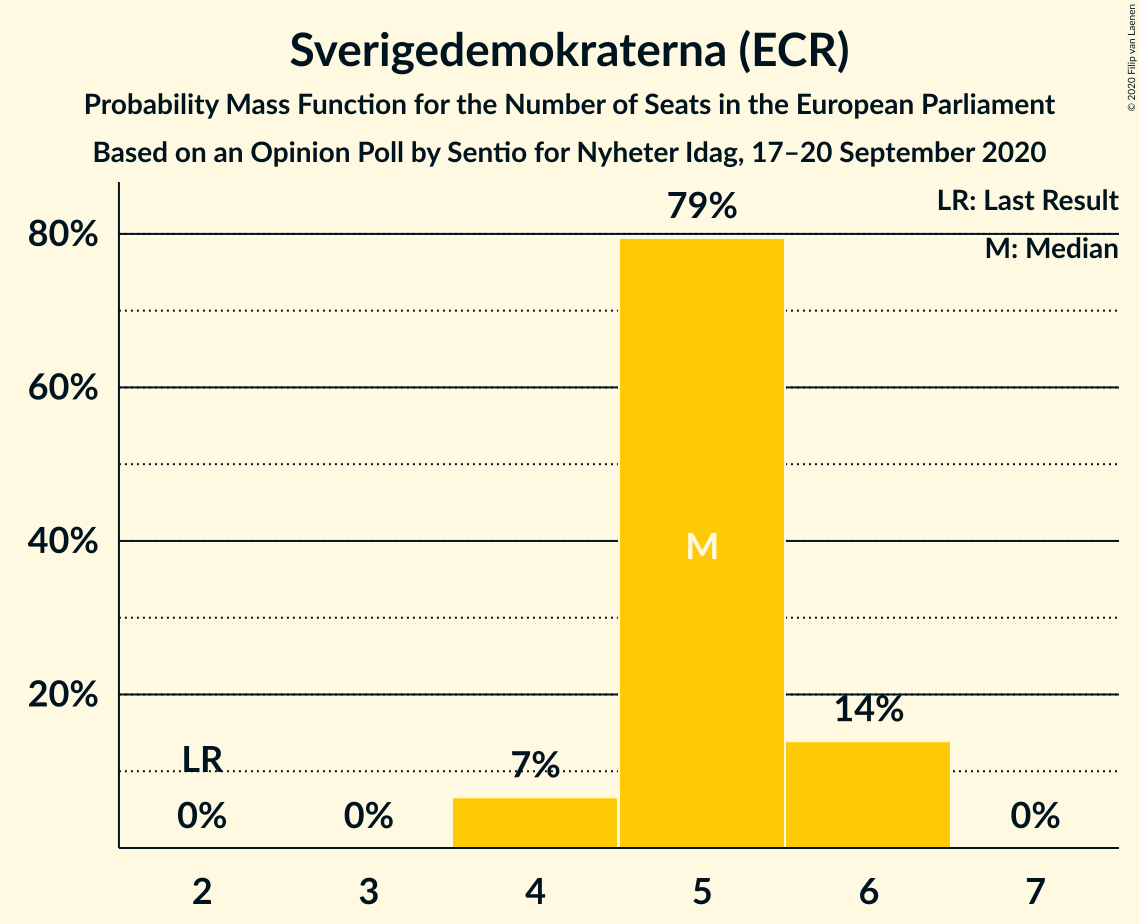 Sverigedemokraterna (ECR)
Probability Mass Function for the Number of Seats in the European Parliament
Based on an Opinion Poll by Sentio for Nyheter Idag, 17–20 September 2020
© 2020 Filip van Laenen
LR: Last Result
M: Median
80%
60%
40%
20%
LR
0%
0%
7%
79%
M
14%
0%
2 3 4 5 6 7